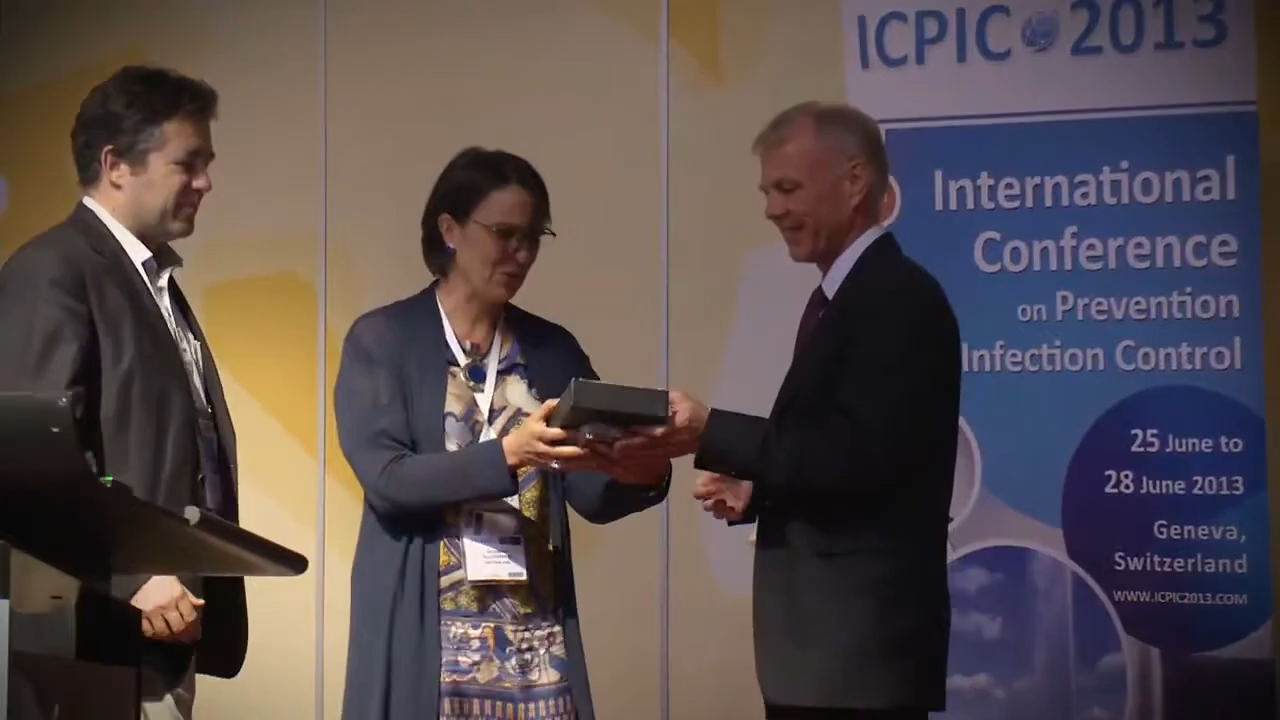 ICPIC 2013
International
Conference
on Prevention
Infection Control
25 June to
28 June 2013
Geneva,
Switzerland
WWW.ICPIC2013.COM